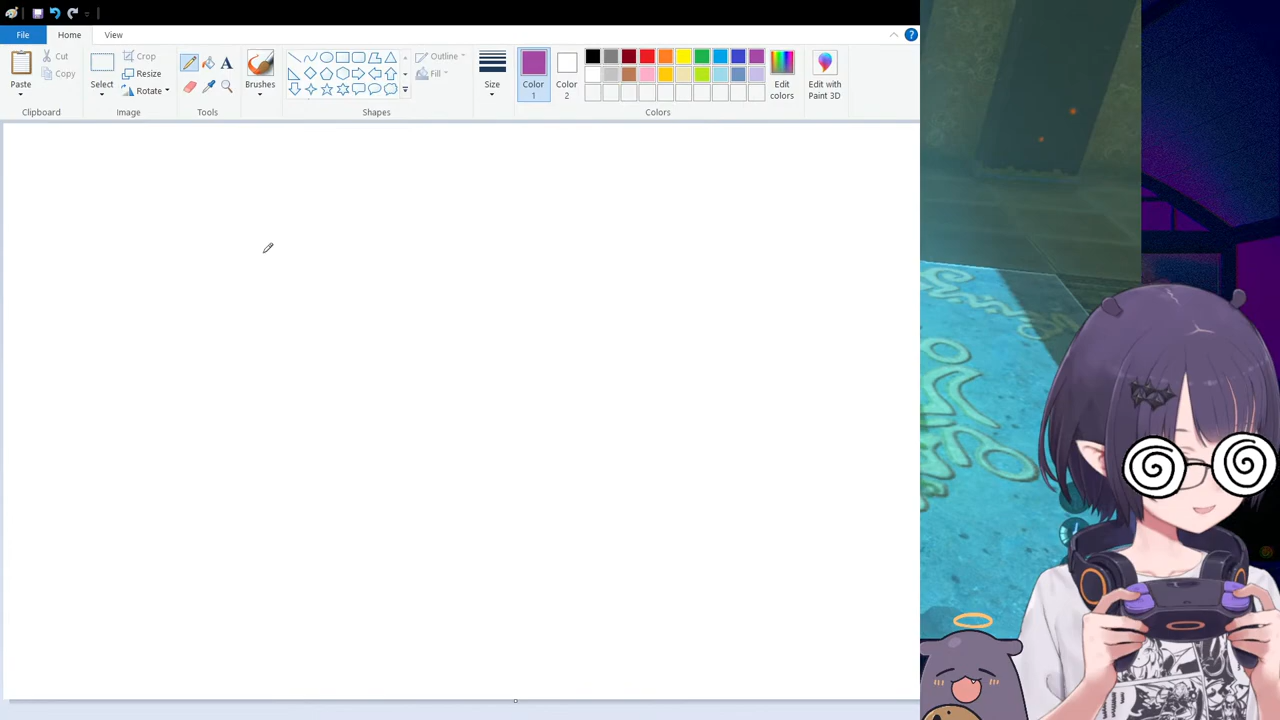 File Home View
Paste Cut Copy Clipboard
Select Crop Resize Rotate Image
A Tools
Brushes
Outline Fill Shapes
Size
Color 1 Color 2 Edit colors Colors
Edit with Paint 3D